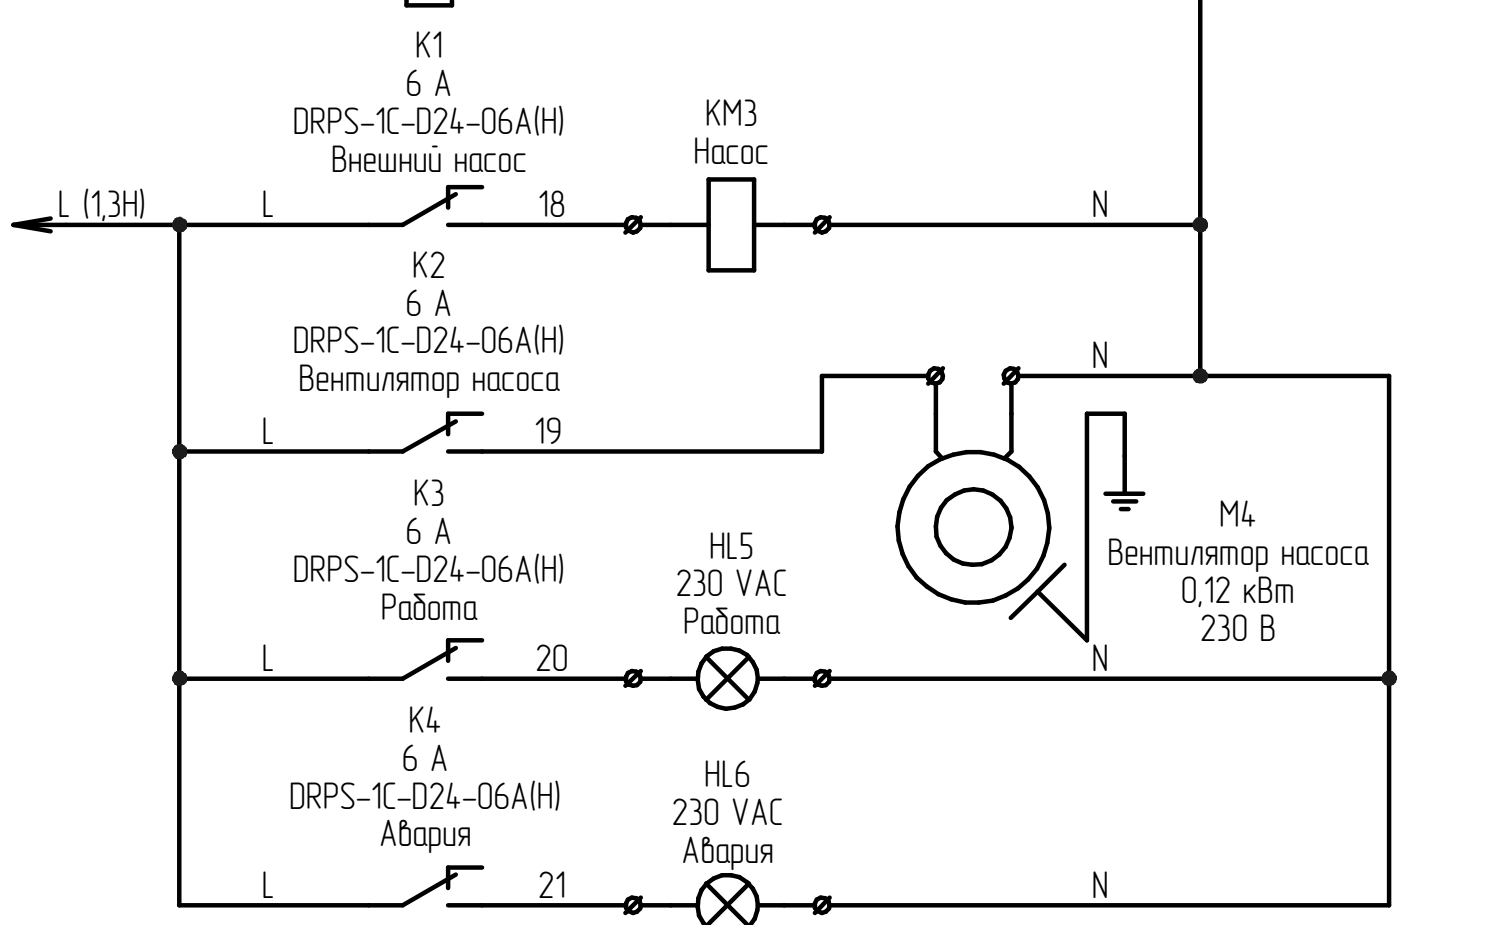 K1
6 A
DRPS-1C-D24-06A(H)
Внешний насос
KM3
Насос
L (1,3H)
L
18
N
K2
6 A
DRPS-1C-D24-06A(H)
Вентилятор насоса
N
L
19
K3
6 A
DRPS-1C-D24-06A(H)
Работа
HL5
230 VAC
Работа
M4
Вентилятор насоса
0,12 кВт
230 В
L
20
N
K4
6 A
DRPS-1C-D24-06A(H)
Авария
HL6
230 VAC
Авария
L
21
N